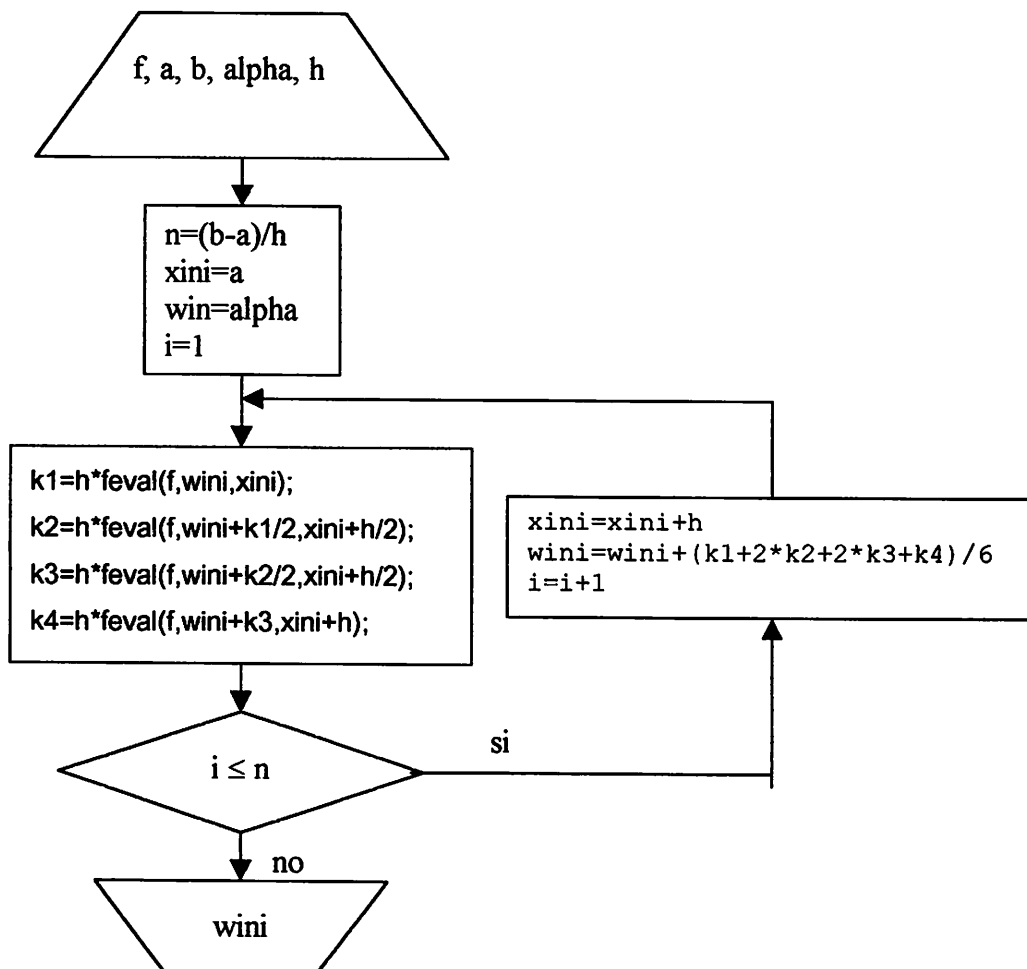 f, a, b, alpha, h
n=(b-a)/h
xini=a
win=alpha
i=1
k1=h*feval(f,wini,xini);
k2=h*feval(f,wini+k1/2,xini+h/2);
k3=h*feval(f,wini+k2/2,xini+h/2);
k4=h*feval(f,wini+k3,xini+h);
xini=xini+h
wini=wini+(k1+2*k2+2*k3+k4)/6
i=i+1
i ≤ n
si
no
wini